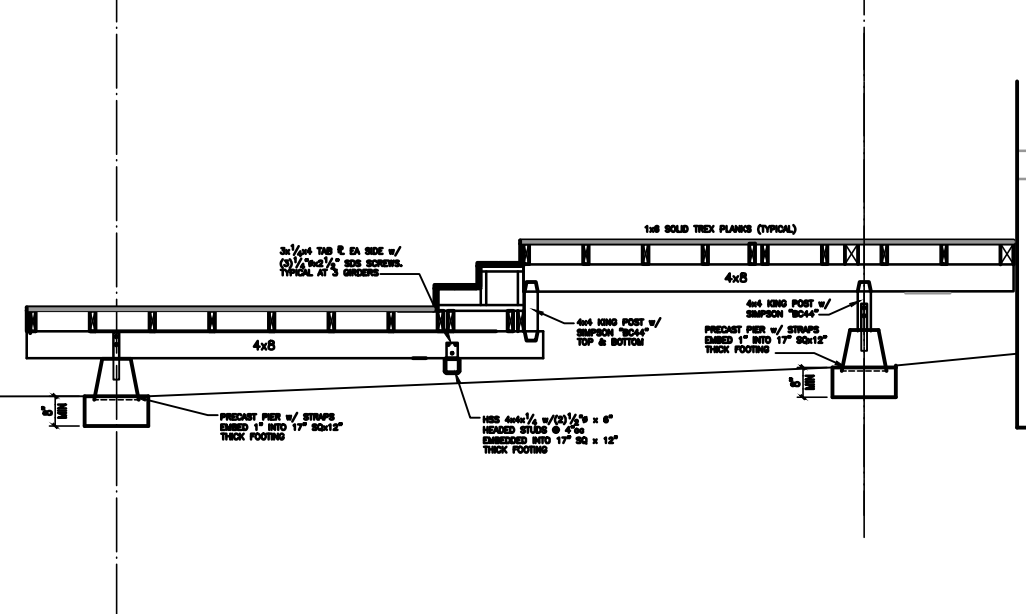 1x6 SOLID TREX PLANKS (TYPICAL)
3x1/4x4 TAB ℞ EA SIDE w/
(3)1/4"øx2 1/2" SDS SCREWS.
TYPICAL AT 3 GIRDERS
4x8
4x4 KING POST w/
SIMPSON "BC44"
4x4 KING POST w/
SIMPSON "BC44"
TOP & BOTTOM
PRECAST PIER w/ STRAPS
EMBED 1" INTO 17" SQx12"
THICK FOOTING
4x8
8"
MIN
8"
MIN
PRECAST PIER w/ STRAPS
EMBED 1" INTO 17" SQx12"
THICK FOOTING
HSS 4x4x1/4 w/(2)1/2"ø x 6"
HEADED STUDS @ 4"oc
EMBEDDED INTO 17" SQ x 12"
THICK FOOTING